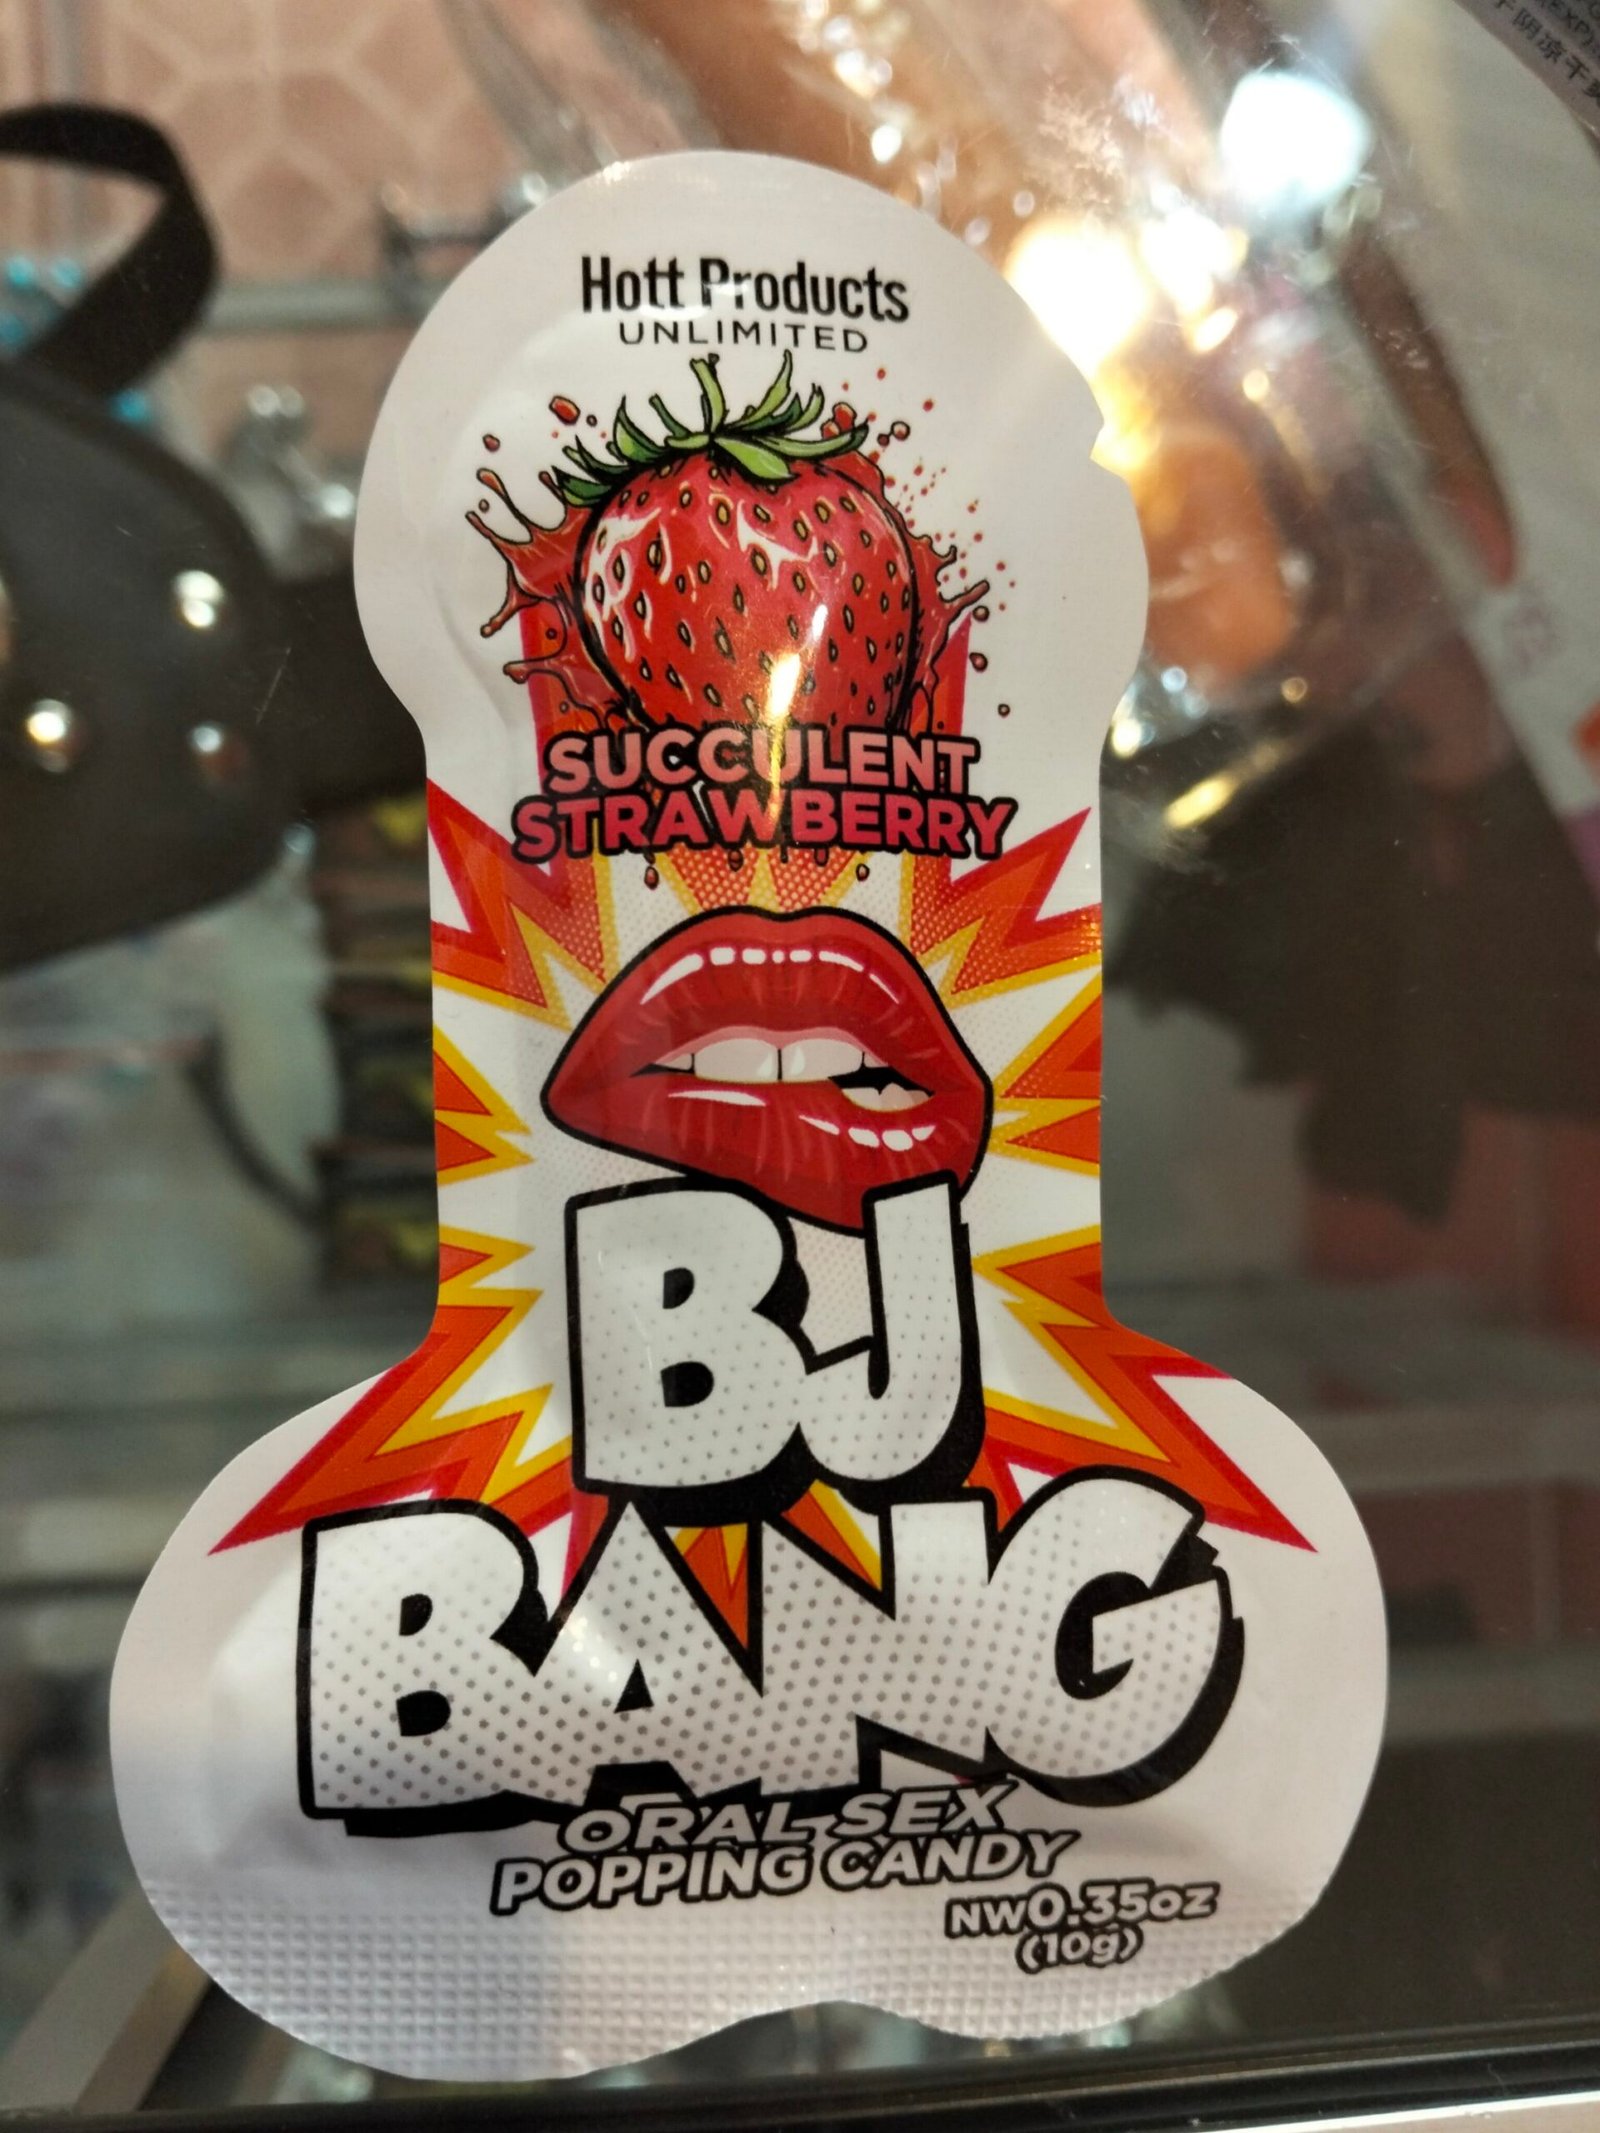 Hott Products
UNLIMITED
SUCCULENT
STRAWBERRY
BJ
BANG
ORAL SEX
POPPING CANDY
NW0.35oz
(10g)